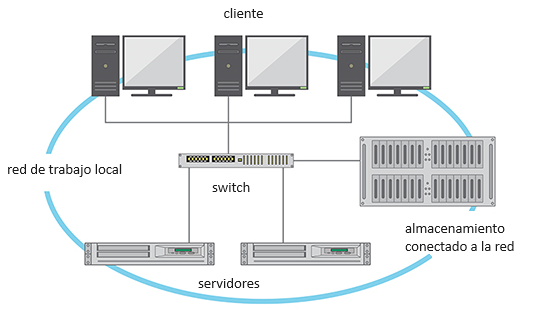 cliente
red de trabajo local
switch
almacenamiento
conectado a la red
servidores